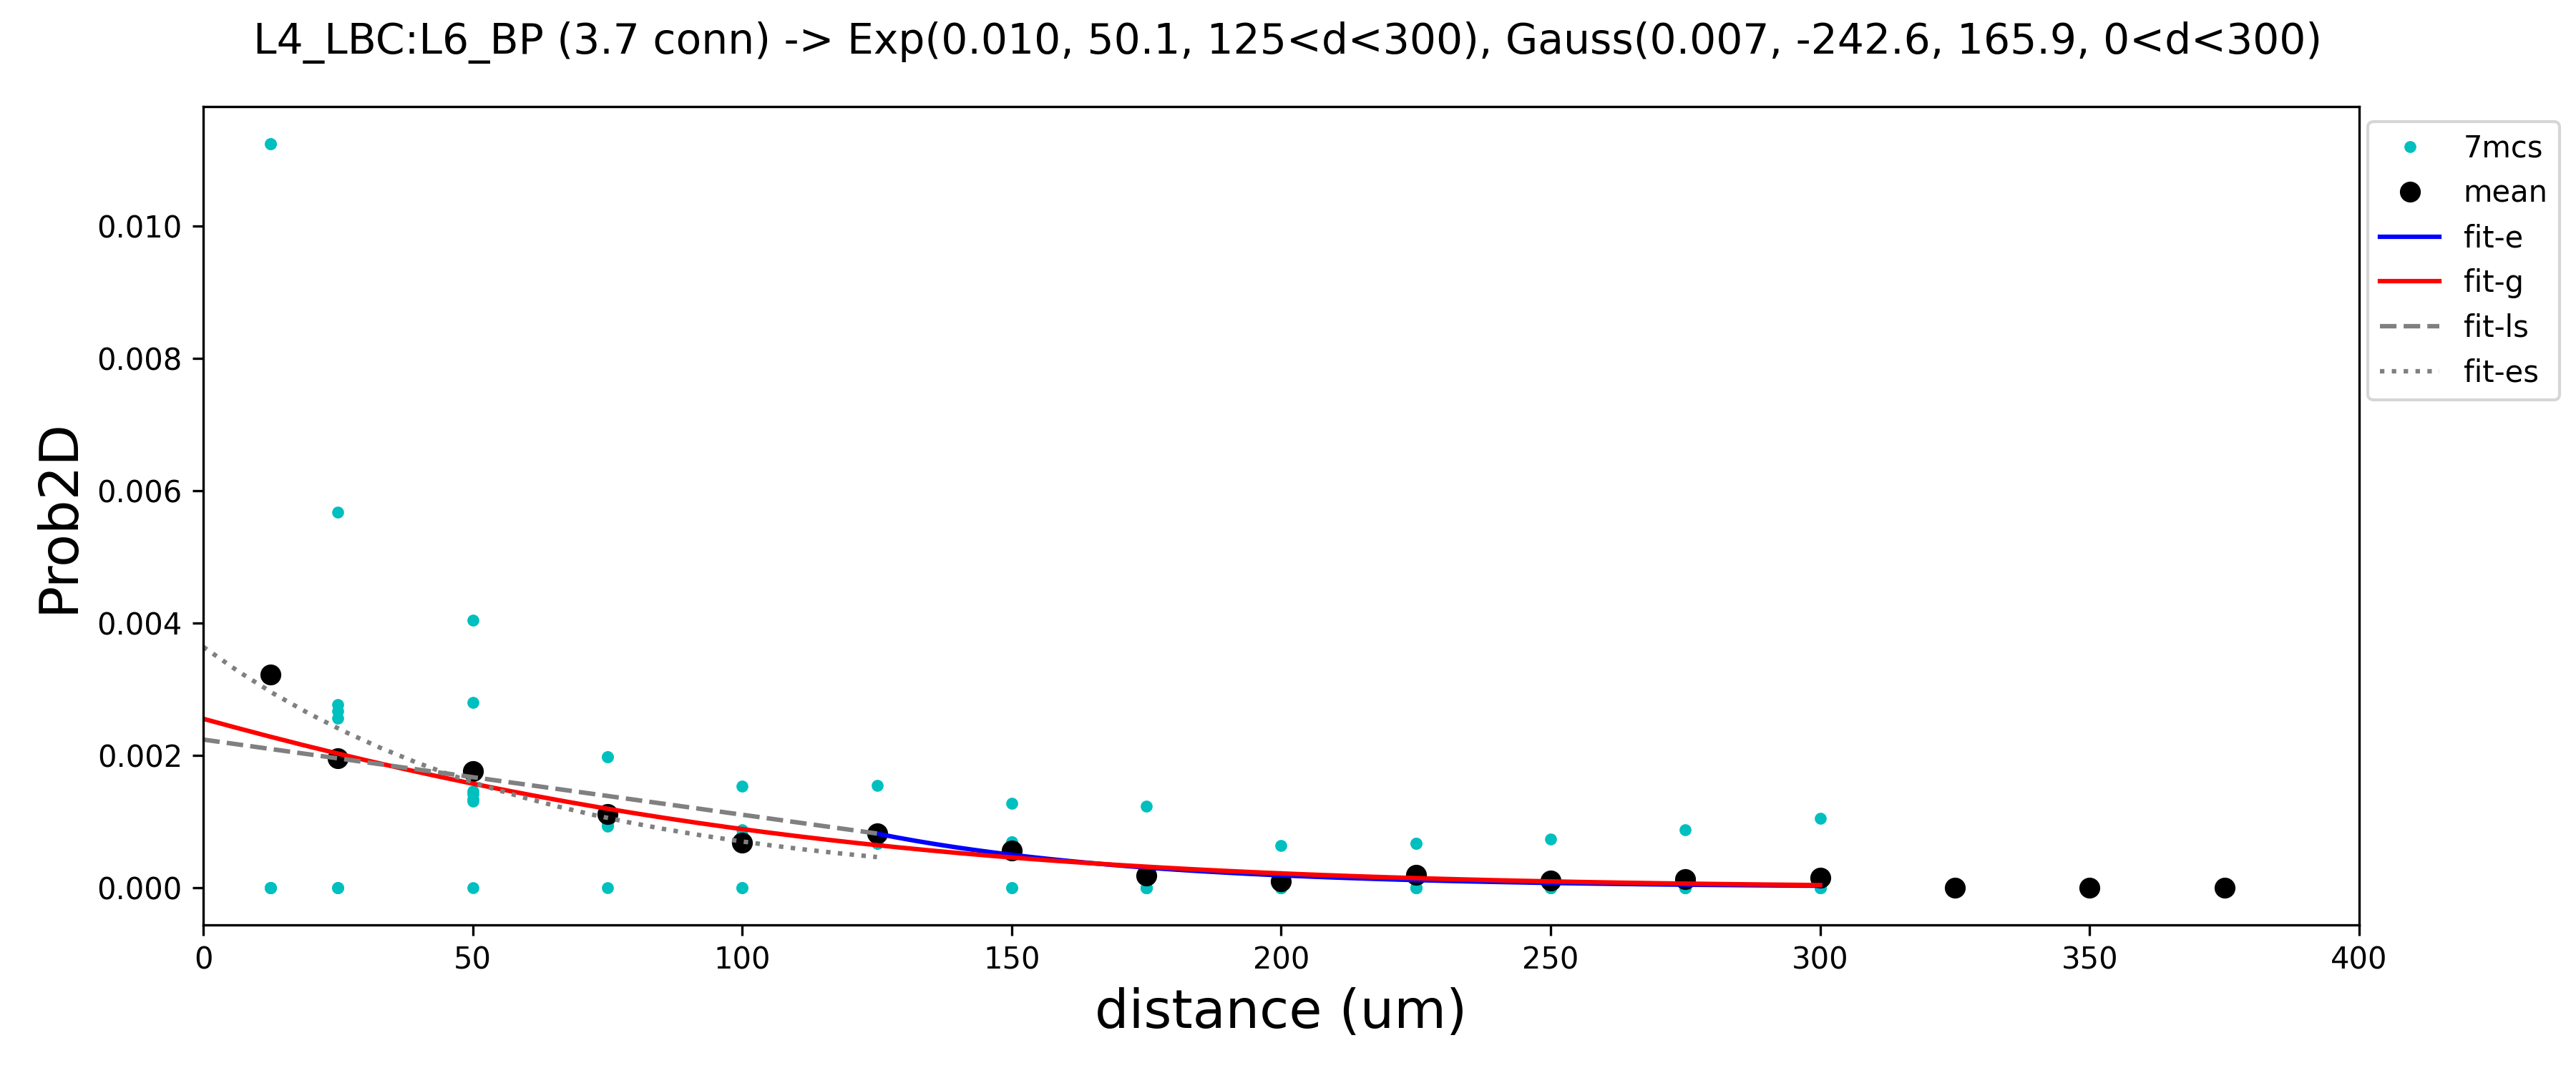 L4_LBC:L6_BP (3.7 conn) -> Exp(0.010, 50.1, 125<d<300), Gauss(0.007, -242.6, 165.9, 0<d<300)
7mcs
mean
fit-e
fit-g
fit-ls
fit-es
Prob2D
0.010
0.008
0.006
0.004
0.002
0.000
0 50 100 150 200 250 300 350 400
distance (um)